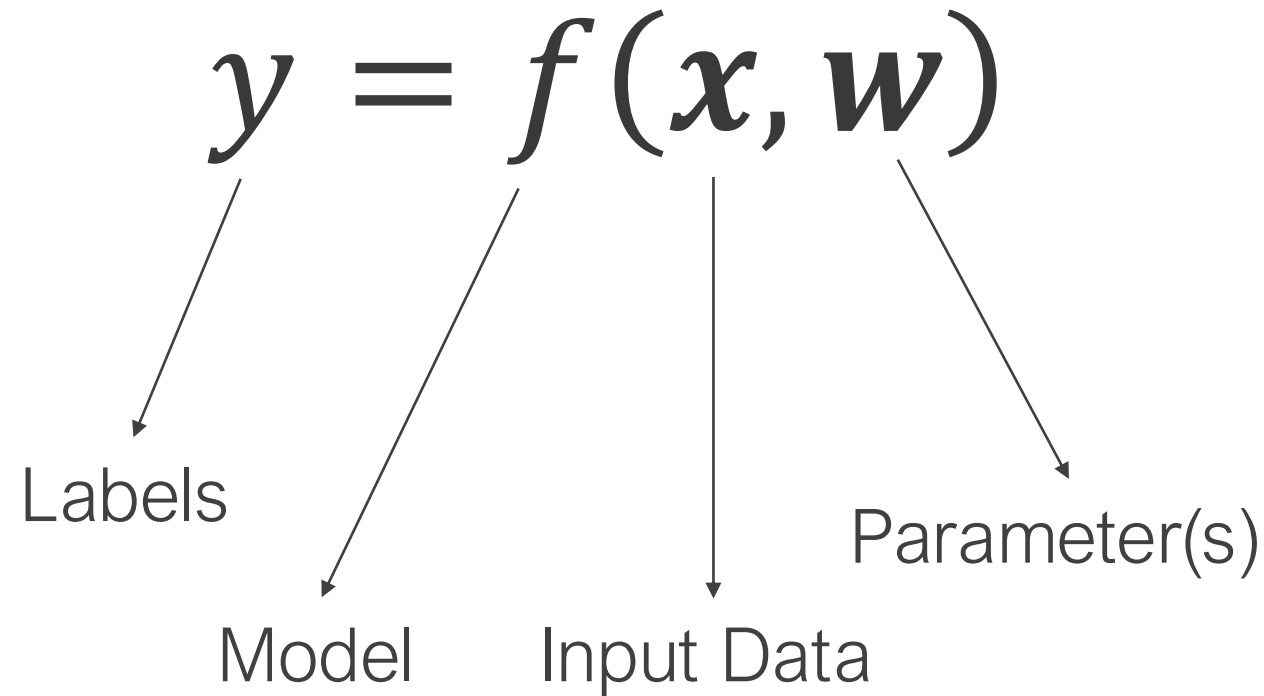 y = f(x, w)
Labels
Parameter(s)
Model
Input Data